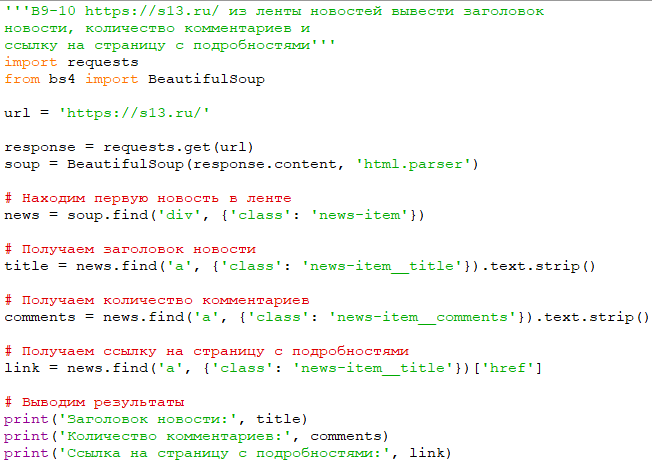 '''В9-10 https://s13.ru/ из ленты новостей вывести заголовок
новости, количество комментариев и
ссылку на страницу с подробностями'''
import requests
from bs4 import BeautifulSoup
url = 'https://s13.ru/'
response = requests.get(url)
soup = BeautifulSoup(response.content, 'html.parser')
# Находим первую новость в ленте
news = soup.find('div', {'class': 'news-item'})
# Получаем заголовок новости
title = news.find('a', {'class': 'news-item__title'}).text.strip()
# Получаем количество комментариев
comments = news.find('a', {'class': 'news-item__comments'}).text.strip()
# Получаем ссылку на страницу с подробностями
link = news.find('a', {'class': 'news-item__title'})['href']
# Выводим результаты
print('Заголовок новости:', title)
print('Количество комментариев:', comments)
print('Ссылка на страницу с подробностями:', link)